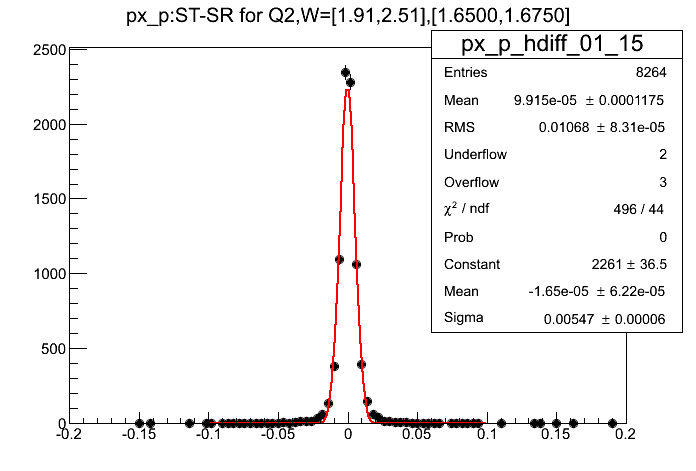 px_p:ST-SR for Q2,W=[1.91,2.51],[1.6500,1.6750]
px_p_hdiff_01_15
Entries 8264
Mean 9.915e-05 ± 0.0001175
RMS 0.01068 ± 8.31e-05
Underflow 2
Overflow 3
χ² / ndf 496 / 44
Prob 0
Constant 2261 ± 36.5
Mean -1.65e-05 ± 6.22e-05
Sigma 0.00547 ± 0.00006
2500
2000
1500
1000
500
0
-0.2 -0.15 -0.1 -0.05 0 0.05 0.1 0.15 0.2